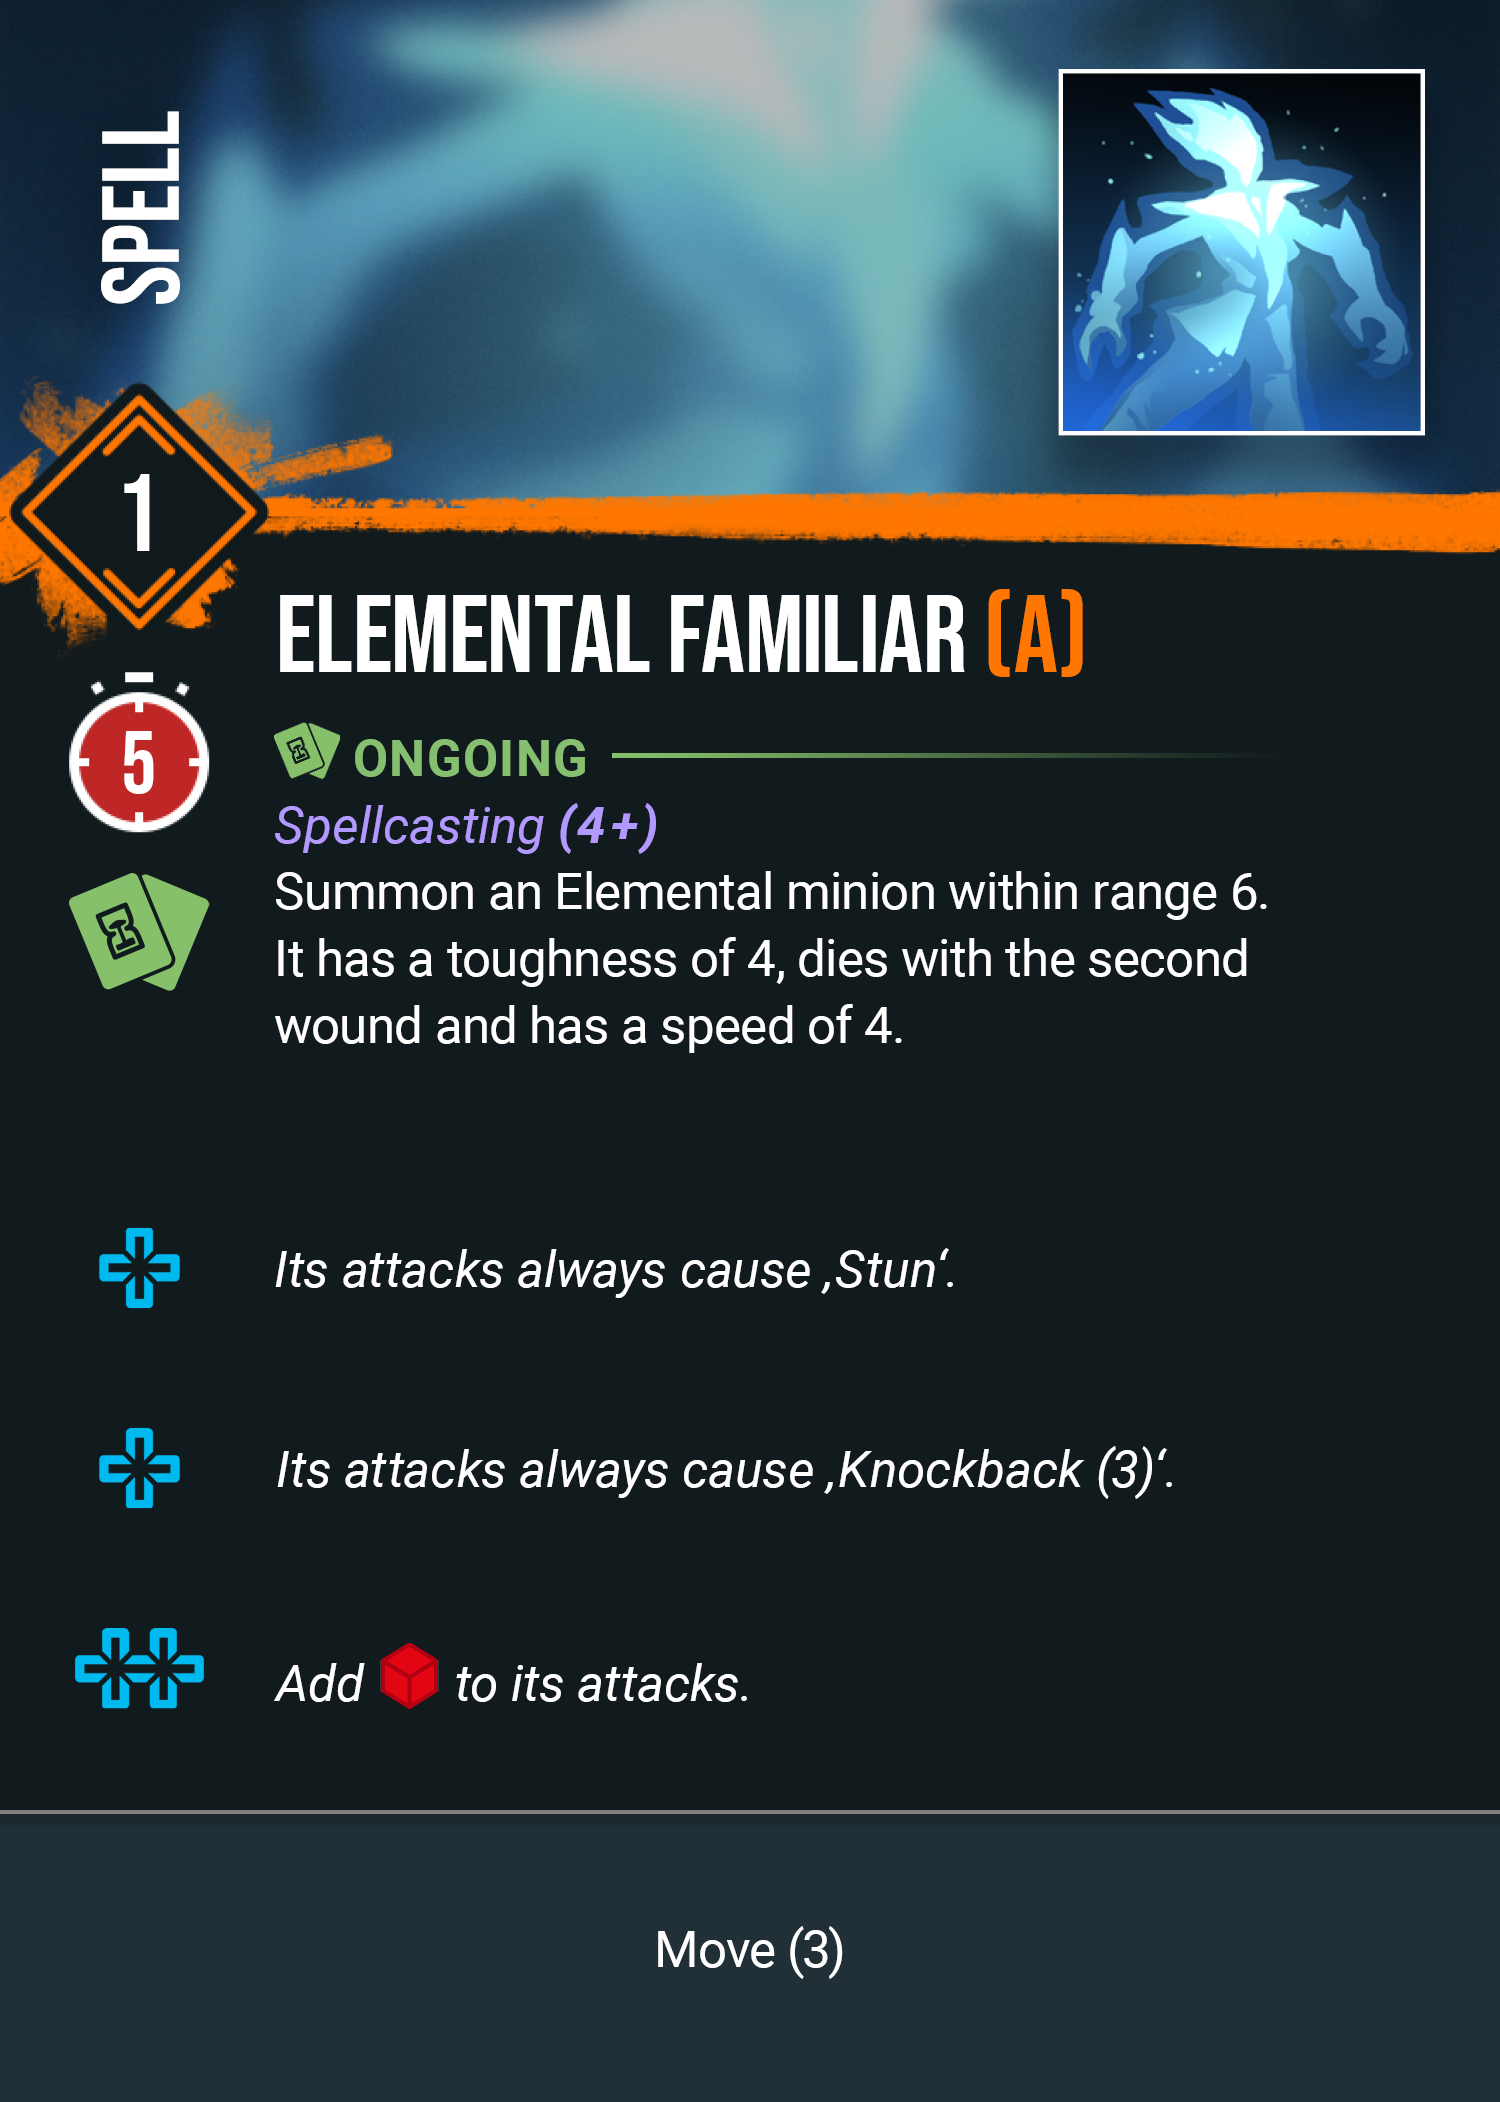 SPELL
1
ELEMENTAL FAMILIAR (A)
5
ONGOING
Spellcasting (4+)
Summon an Elemental minion within range 6.
It has a toughness of 4, dies with the second
wound and has a speed of 4.
Its attacks always cause ‚Stun‘.
Its attacks always cause ‚Knockback (3)‘.
Add to its attacks.
Move (3)